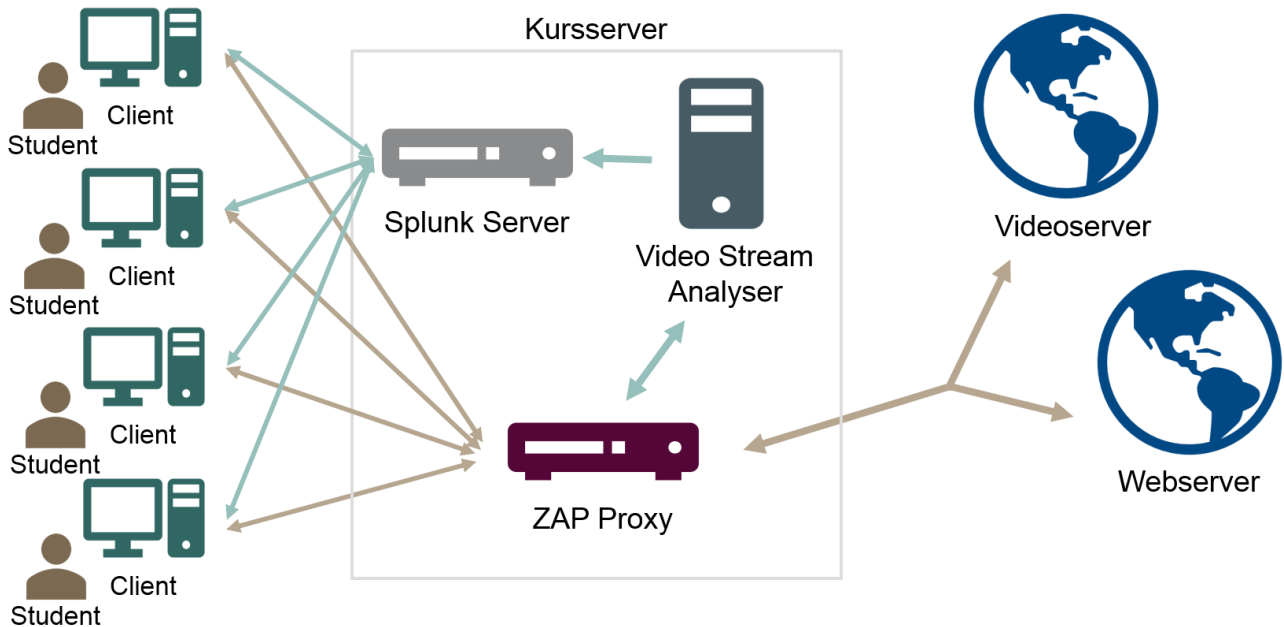 Kursserver
Client
Student
Splunk Server
Client
Student
Video Stream
Analyser
Videoserver
Client
Student
ZAP Proxy
Webserver
Client
Student